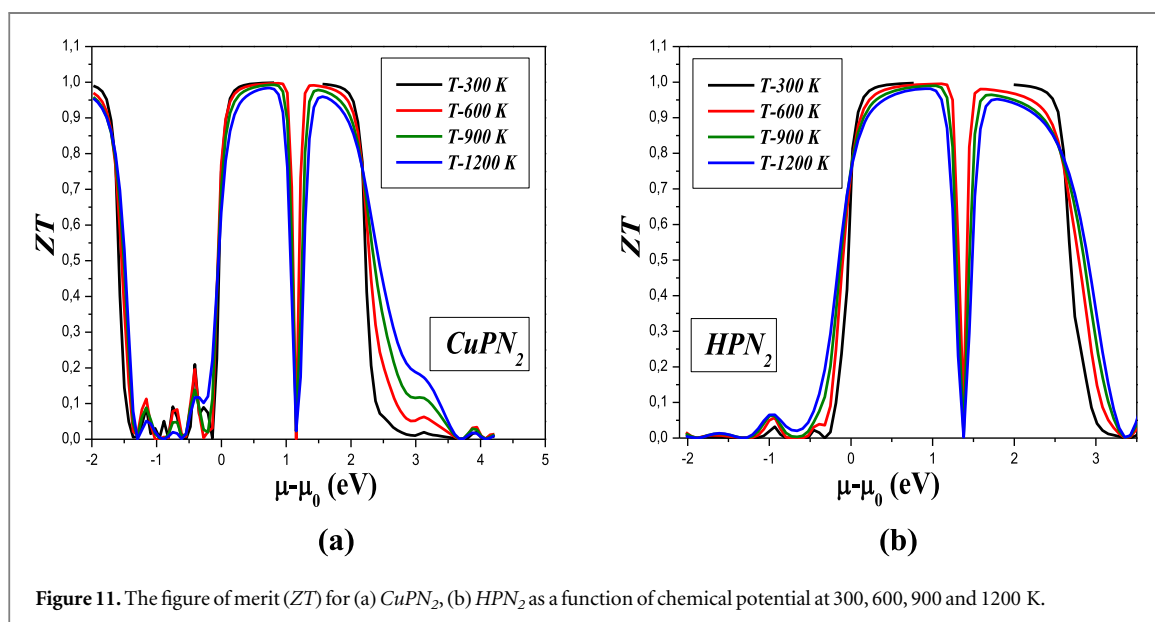 1,1
1,0
0,9
0,8
0,7
0,6
0,5
0,4
0,3
0,2
0,1
0,0
ZT
T-300 K
T-600 K
T-900 K
T-1200 K
CuPN₂
-2 -1 0 1 2 3 4 5
μ-μ₀ (eV)
(a)
1,1
1,0
0,9
0,8
0,7
0,6
0,5
0,4
0,3
0,2
0,1
0,0
ZT
T-300 K
T-600 K
T-900 K
T-1200 K
HPN₂
-2 -1 0 1 2 3
μ-μ₀ (eV)
(b)
Figure 11. The figure of merit (ZT) for (a) CuPN₂, (b) HPN₂ as a function of chemical potential at 300, 600, 900 and 1200 K.